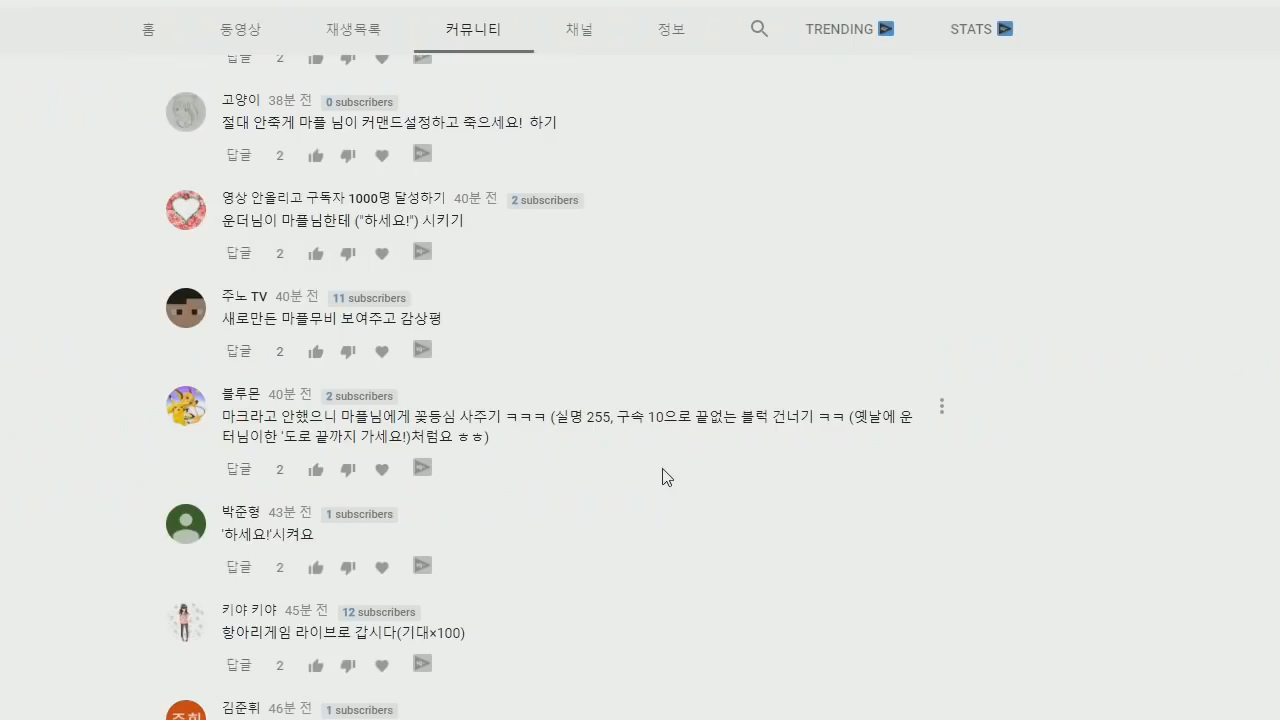 홈 동영상 재생목록 커뮤니티 채널 정보 TRENDING STATS
답글 2
고양이 38분 전 0 subscribers
절대 안죽게 마플 님이 커맨드설정하고 죽으세요! 하기
답글 2
영상 안올리고 구독자 1000명 달성하기 40분 전 2 subscribers
운더님이 마플님한테 ("하세요!") 시키기
답글 2
주노 TV 40분 전 11 subscribers
새로만든 마플무비 보여주고 감상평
답글 2
블루몬 40분 전 2 subscribers
마크라고 안했으니 마플님에게 꽃등심 사주기 ㅋㅋㅋ (실명 255, 구속 10으로 끝없는 블럭 건너기 ㅋㅋ (옛날에 운
터님이한 '도로 끝까지 가세요!)처럼요 ㅎㅎ)
답글 2
박준형 43분 전 1 subscribers
'하세요!'시켜요
답글 2
키야 키야 45분 전 12 subscribers
항아리게임 라이브로 갑시다(기대×100)
답글 2
김준휘 46분 전 1 subscribers